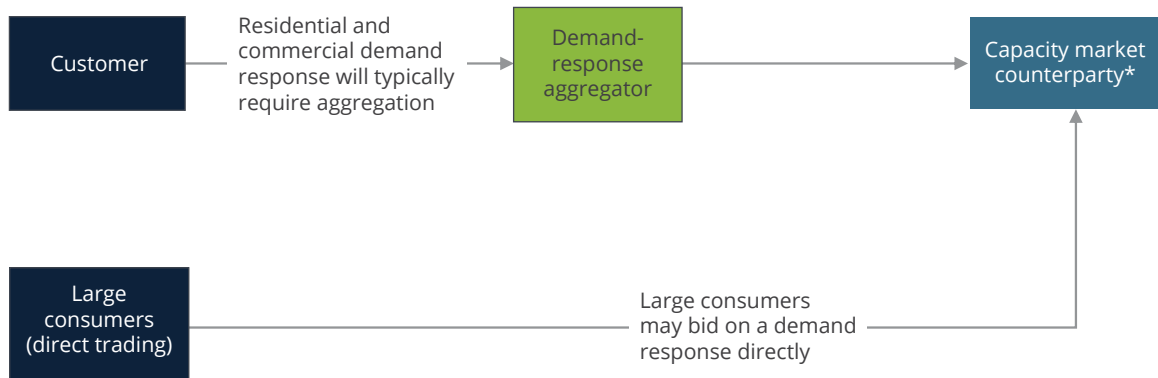 Customer
Residential and
commercial demand
response will typically
require aggregation
Demand-
response
aggregator
Capacity market
counterparty*
Large
consumers
(direct trading)
Large consumers
may bid on a demand
response directly